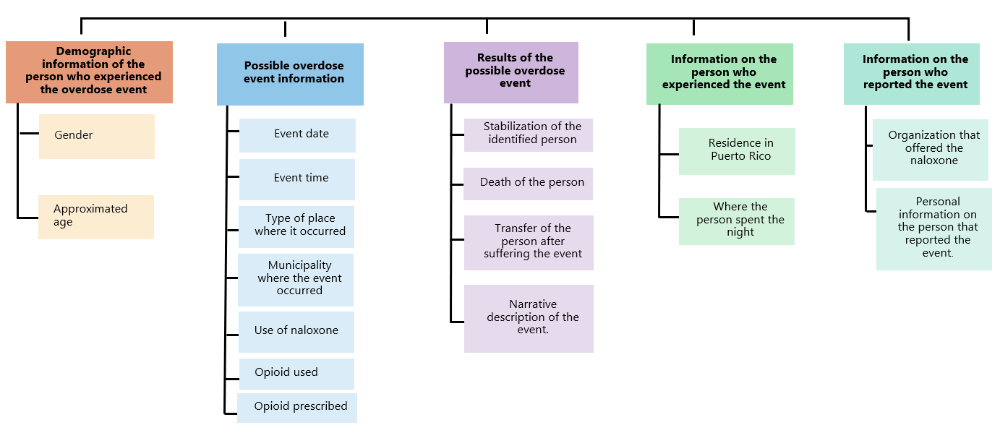 Demographic
information of the
person who experienced
the overdose event
Gender
Approximated
age
Possible overdose
event information
Event date
Event time
Type of place
where it occurred
Municipality
where the event
occurred
Use of naloxone
Opioid used
Opioid prescribed
Results of the
possible overdose
event
Stabilization of the
identified person
Death of the person
Transfer of the
person after
suffering the event
Narrative
description of the
event.
Information on the
person who
experienced the event
Residence in
Puerto Rico
Where the
person spent the
night
Information on the
person who
reported the event
Organization that
offered the
naloxone
Personal
information on
the person that
reported the
event.